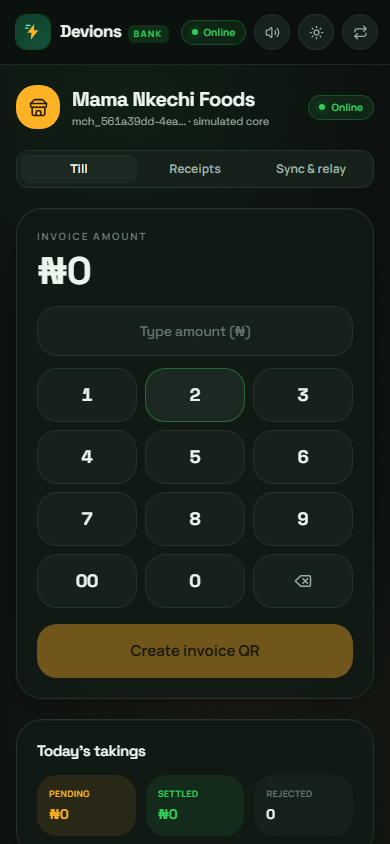 Devions BANK Online
Mama Nkechi Foods
mch_561a39dd-4ea... · simulated core
Online
Till Receipts Sync & relay
INVOICE AMOUNT
₦0
Type amount (₦)
1 2 3
4 5 6
7 8 9
00 0
Create invoice QR
Today's takings
PENDING SETTLED REJECTED
₦0 ₦0 0